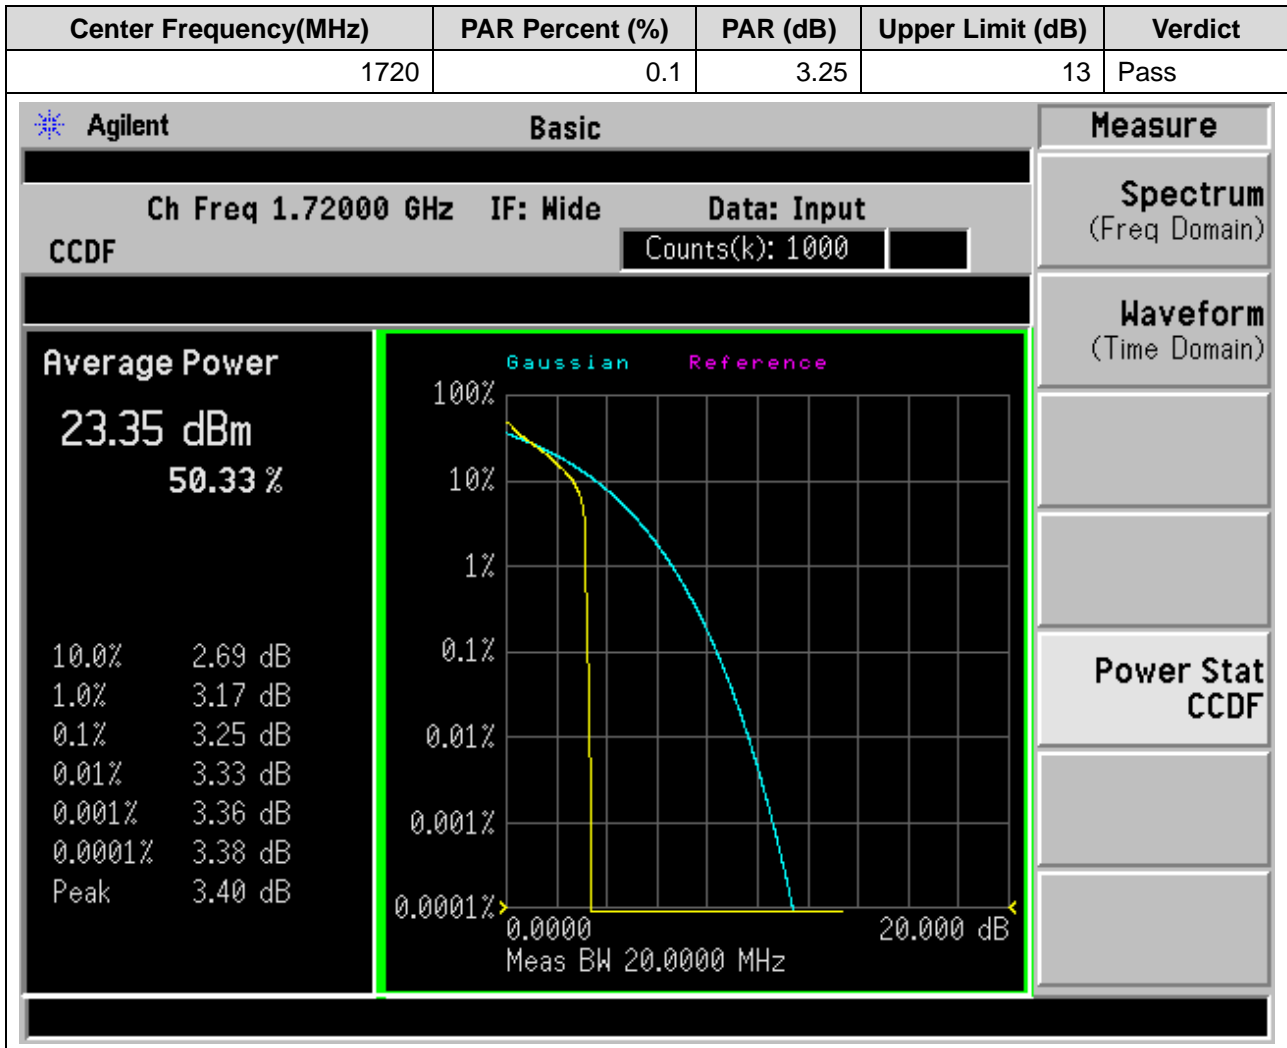 Center Frequency(MHz) PAR Percent (%) PAR (dB) Upper Limit (dB) Verdict
1720 0.1 3.25 13 Pass
Agilent Basic Measure
Ch Freq 1.72000 GHz IF: Wide Data: Input
CCDF Counts(k): 1000
Average Power
23.35 dBm
50.33 %
10.0% 2.69 dB
1.0% 3.17 dB
0.1% 3.25 dB
0.01% 3.33 dB
0.001% 3.36 dB
0.0001% 3.38 dB
Peak 3.40 dB
Gaussian Reference
100%
10%
1%
0.1%
0.01%
0.001%
0.0001%
0.0000 20.000 dB
Meas BW 20.0000 MHz
Spectrum
(Freq Domain)
Waveform
(Time Domain)
Power Stat
CCDF